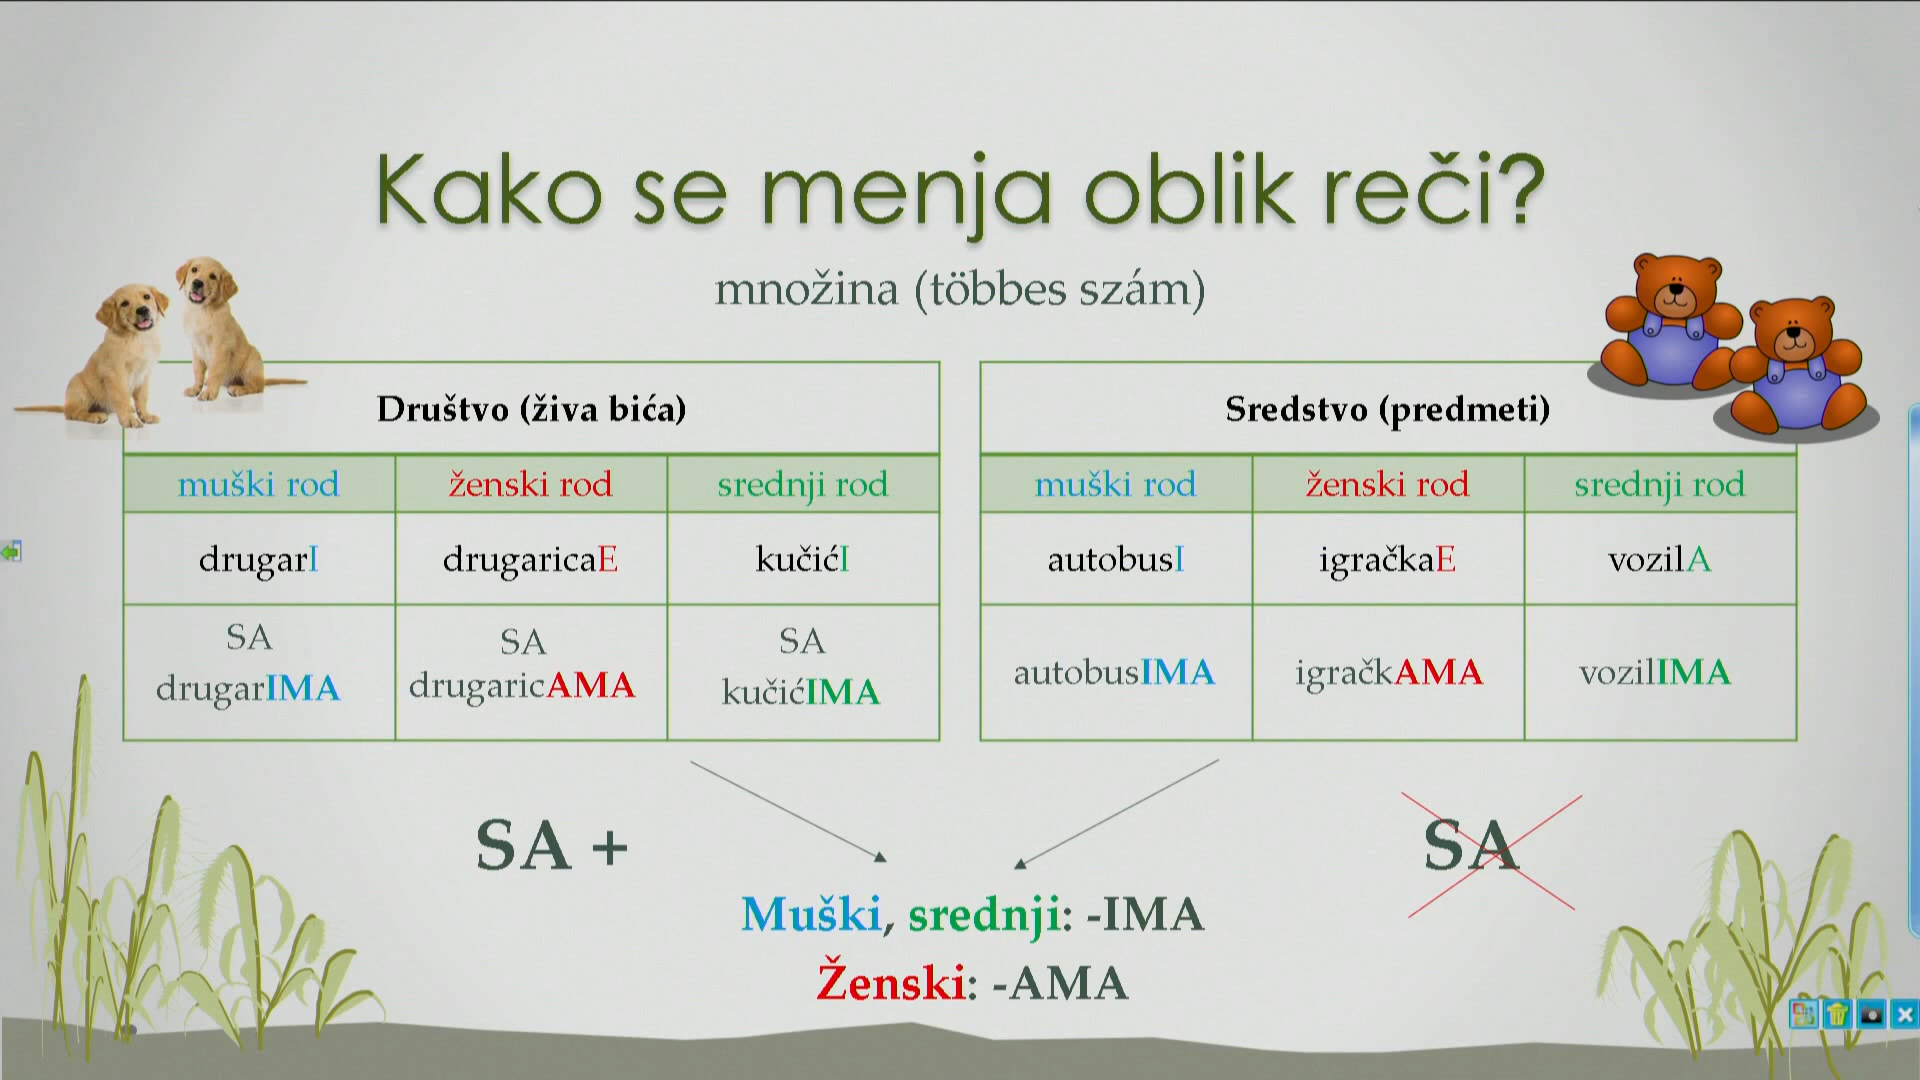 Kako se menja oblik reči?
množina (többes szám)
Društvo (živa bića)
muški rod ženski rod srednji rod
drugarI drugaricaE kučićI
SA SA SA
drugarIMA drugaricAMA kučićIMA
Sredstvo (predmeti)
muški rod ženski rod srednji rod
autobusI igračkaE vozilA
autobusIMA igračkAMA vozilIMA
SA +
SA
Muški, srednji: -IMA
Ženski: -AMA